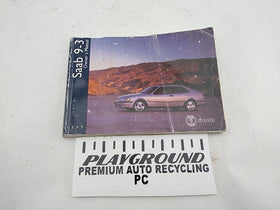 Saab 9-3
Owner's Manual
SAAB
PLAYGROUND
PREMIUM AUTO RECYCLING
PC